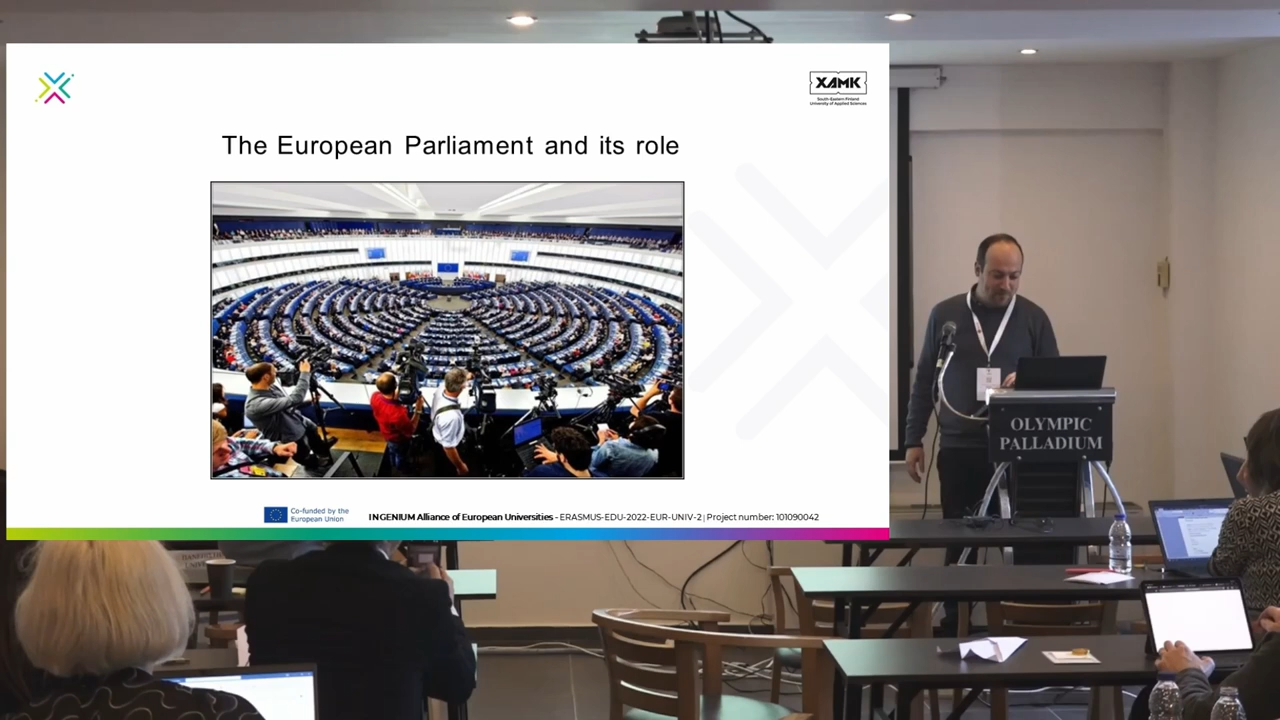 XAMK
South-Eastern Finland
University of Applied Sciences
The European Parliament and its role
Co-funded by the
European Union
INGENIUM Alliance of European Universities - ERASMUS-EDU-2022-EUR-UNIV-2 | Project number: 101090042
OLYMPIC
PALLADIUM